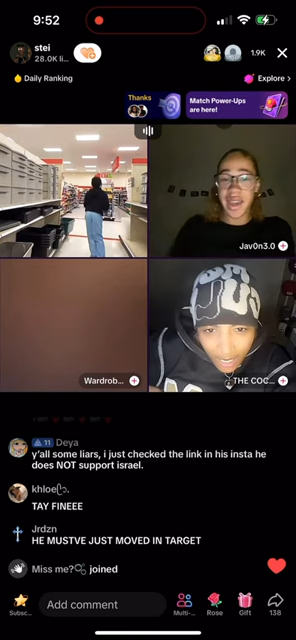 9:52
52
stei
28.0K li...
1.9K
Daily Ranking
Explore >
Thanks
Match Power-Ups
are here!
Jav0n3.0
Wardrob...
THE COC...
11 Deya
y'all some liars, i just checked the link in his insta he
does NOT support israel.
khloe
TAY FINEEE
Jrdzn
HE MUSTVE JUST MOVED IN TARGET
Miss me? joined
Subsc...
Add comment
Multi-...
Rose
Gift
138